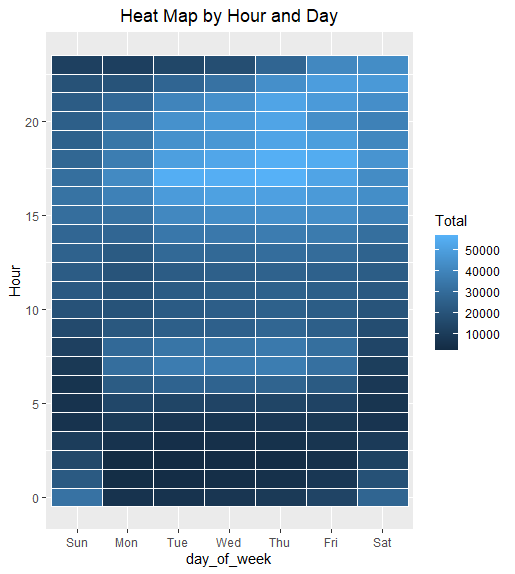 Heat Map by Hour and Day
Hour
20
15
10
5
0
Sun Mon Tue Wed Thu Fri Sat
day_of_week
Total
50000
40000
30000
20000
10000